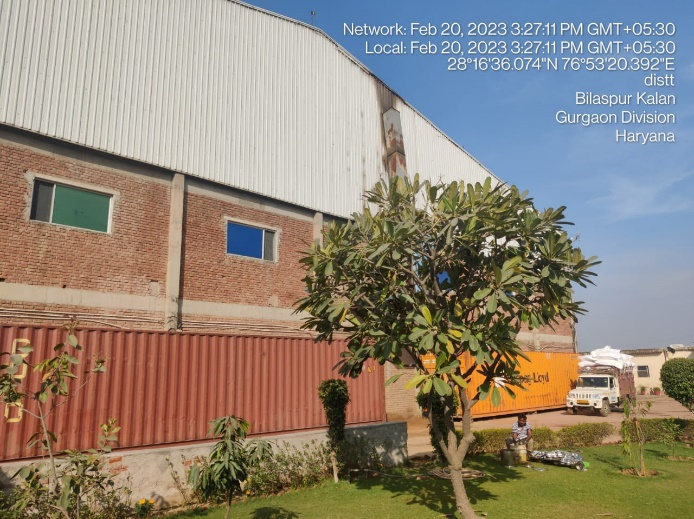 Network: Feb 20, 2023 3:27:11 PM GMT+05:30
Local: Feb 20, 2023 3:27:11 PM GMT+05:30
28°16'36.074"N 76°53'20.392"E
distt
Bilaspur Kalan
Gurgaon Division
Haryana
Lloyd